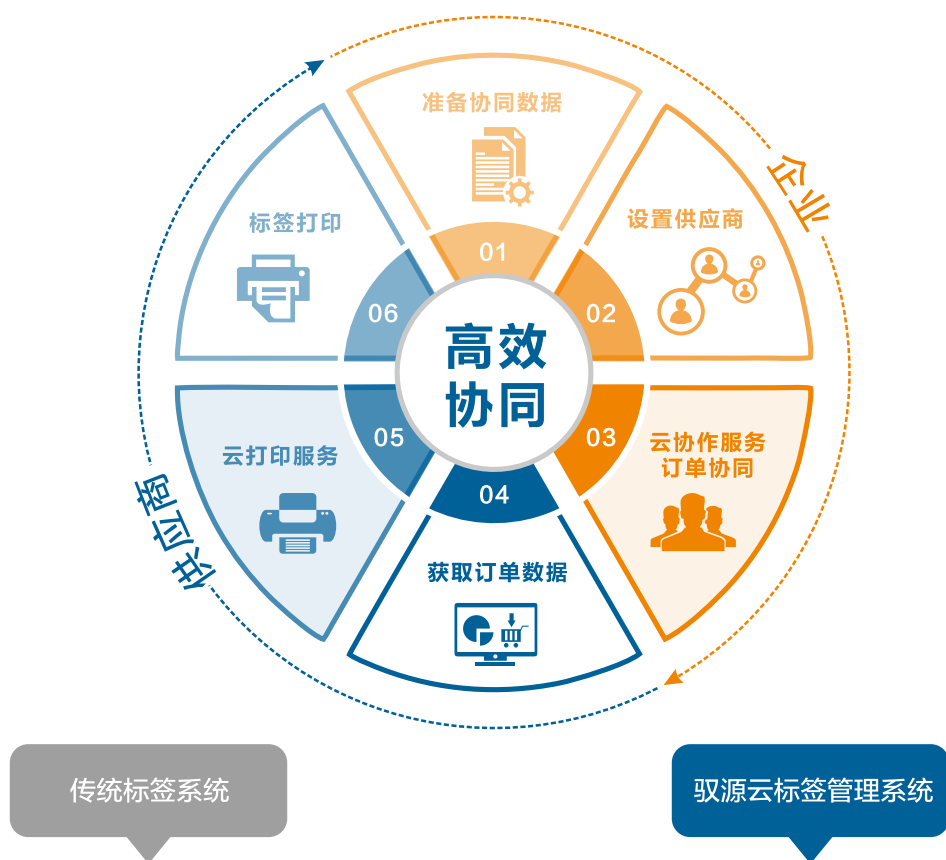 准备协同数据
01
企业
设置供应商
02
03
云协作服务
订单协同
04
获取订单数据
05
云打印服务
供应商
06
标签打印
高效
协同
传统标签系统
驭源云标签管理系统